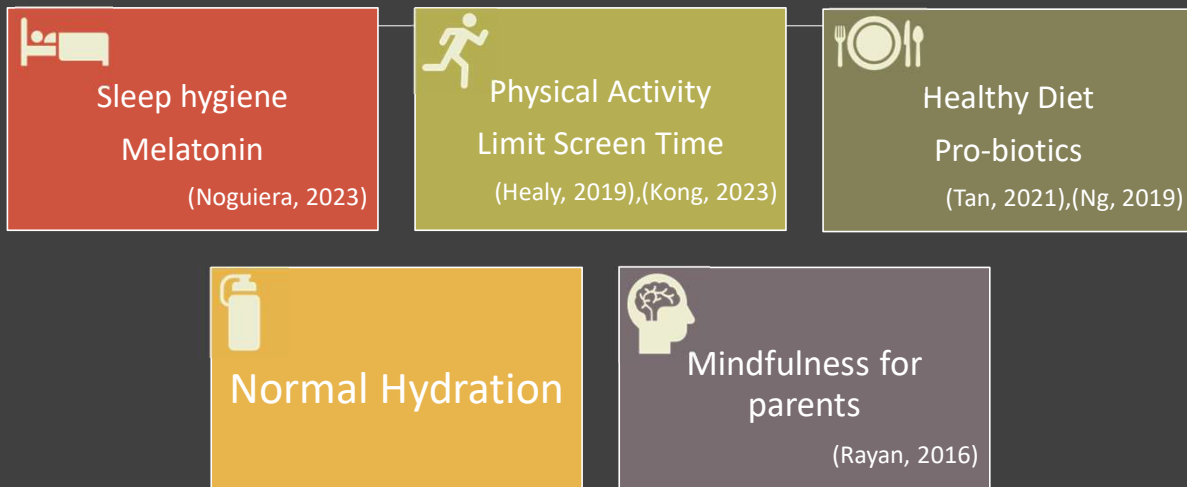 Sleep hygiene
Melatonin
(Noguiera, 2023)
Physical Activity
Limit Screen Time
(Healy, 2019),(Kong, 2023)
Healthy Diet
Pro-biotics
(Tan, 2021),(Ng, 2019)
Normal Hydration
Mindfulness for
parents
(Rayan, 2016)